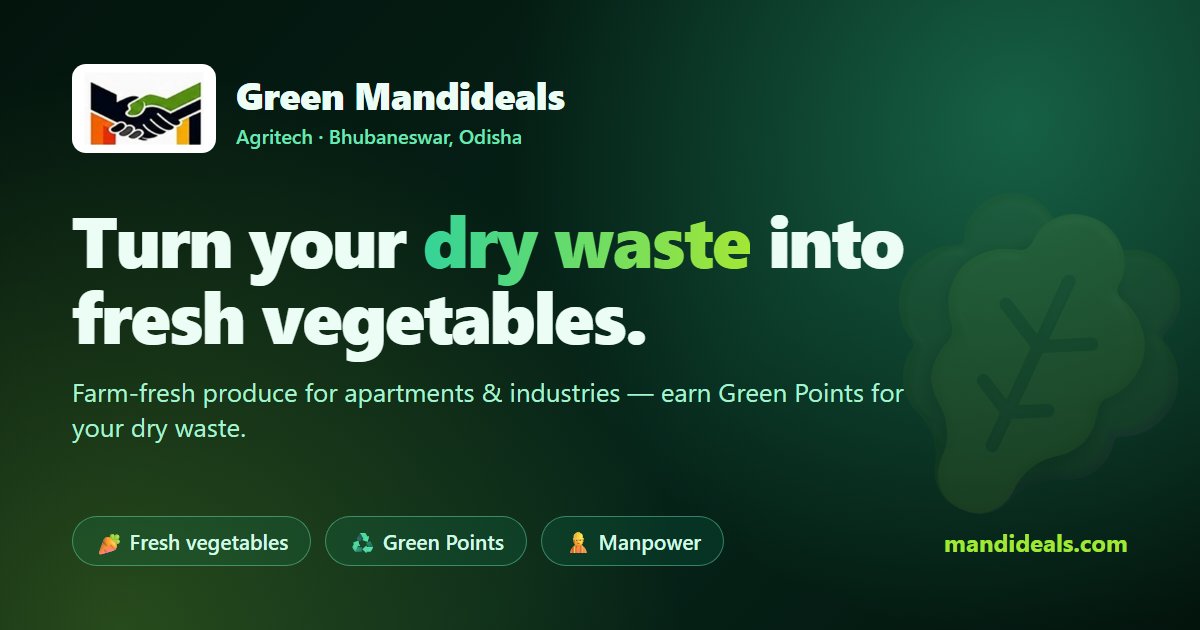 Green Mandideals
Agritech · Bhubaneswar, Odisha
Turn your dry waste into
fresh vegetables.
Farm-fresh produce for apartments & industries — earn Green Points for
your dry waste.
Fresh vegetables
Green Points
Manpower
mandideals.com